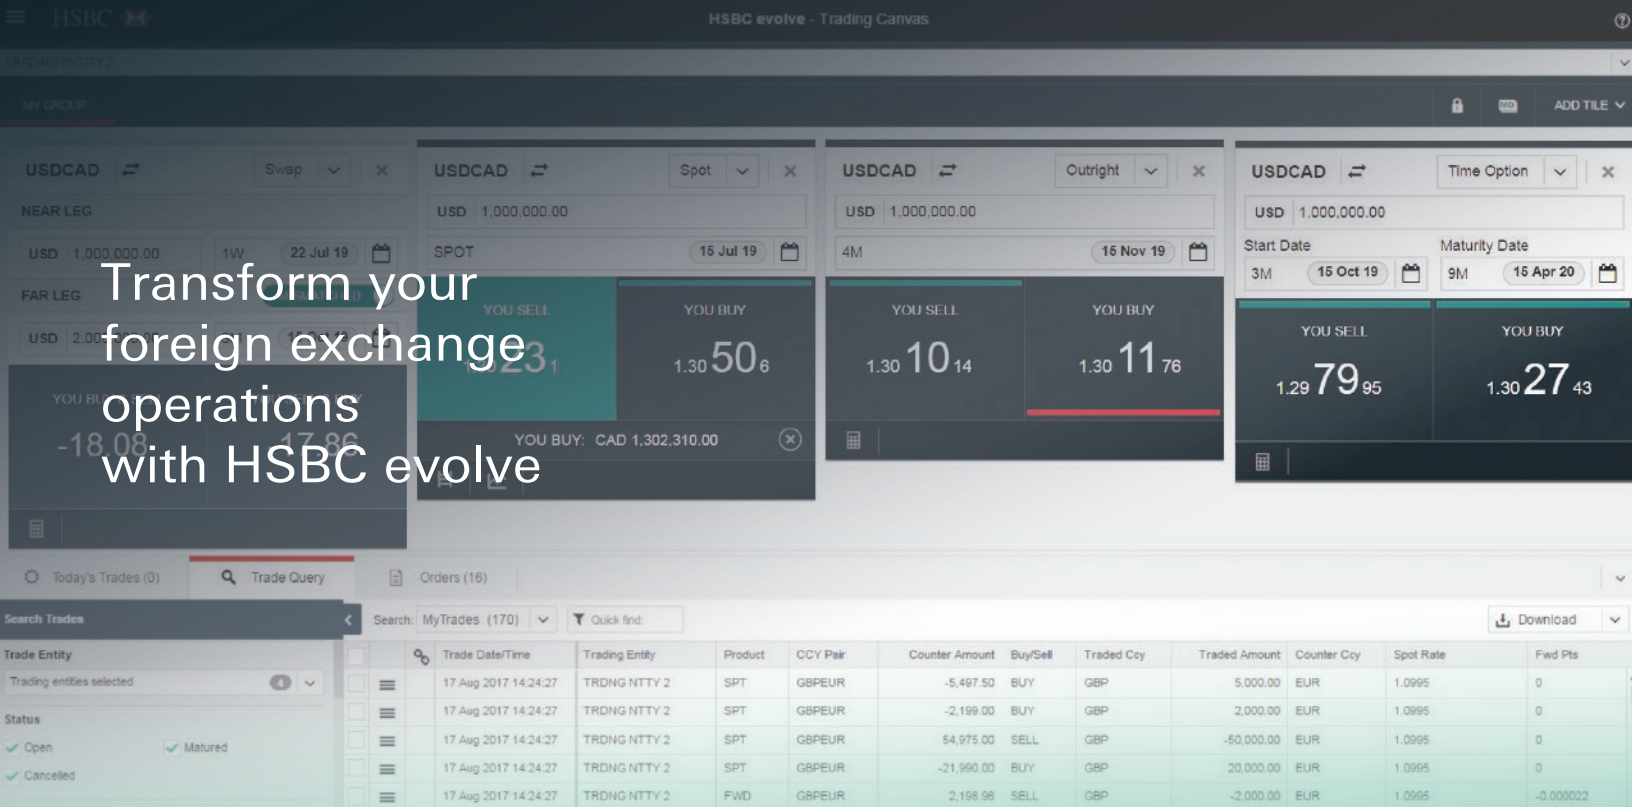 HSBC
HSBC evolve - Trading Canvas
TRADING ENTITY 2
MY GROUP
ADD TILE
USDCAD
Swap
NEAR LEG
USD 1,000,000.00
1W 22 Jul 19
FAR LEG
USD
YOU
-18.08
-17.86
USDCAD
Spot
USD 1,000,000.00
SPOT 15 Jul 19
YOU SELL
23 1
YOU BUY
1.30 50 6
YOU BUY: CAD 1,302,310.00
USDCAD
Outright
USD 1,000,000.00
4M 15 Nov 19
YOU SELL
1.30 10 14
YOU BUY
1.30 11 76
USDCAD
Time Option
USD 1,000,000.00
Start Date Maturity Date
3M 15 Oct 19 9M 15 Apr 20
YOU SELL
1.29 79 95
YOU BUY
1.30 27 43
Transform your
foreign exchange
operations
with HSBC evolve
Today's Trades (0) Trade Query Orders (16)
Search Trades
Trade Entity
Trading entities selected 4
Status
Open Matured
Cancelled
Search: MyTrades (170) Quick find: Download
Trade Date/Time Trading Entity Product CCY Pair Counter Amount Buy/Sell Traded Ccy Traded Amount Counter Ccy Spot Rate Fwd Pts
17 Aug 2017 14:24:27 TRDNG NTTY 2 SPT GBPEUR -5,497.50 BUY GBP 5,000.00 EUR 1.0995 0
17 Aug 2017 14:24:27 TRDNG NTTY 2 SPT GBPEUR -2,199.00 BUY GBP 2,000.00 EUR 1.0995 0
17 Aug 2017 14:24:27 TRDNG NTTY 2 SPT GBPEUR 54,975.00 SELL GBP -50,000.00 EUR 1.0995 0
17 Aug 2017 14:24:27 TRDNG NTTY 2 SPT GBPEUR -21,990.00 BUY GBP 20,000.00 EUR 1.0995 0
17 Aug 2017 14:24:27 TRDNG NTTY 2 FWD GBPEUR 2,198.96 SELL GBP -2,000.00 EUR 1.0995 -0.000022